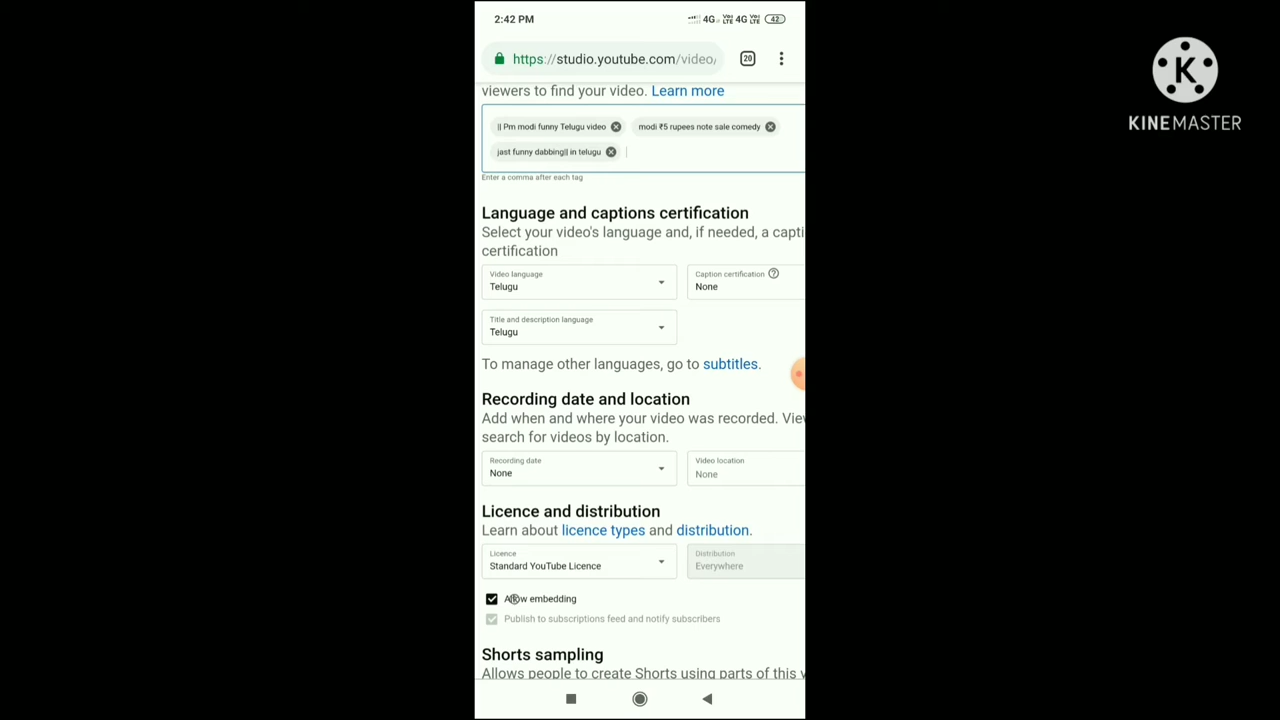 2:42 PM
4G VoLTE 4G VoLTE 42
https://studio.youtube.com/video/
20
viewers to find your video. Learn more
|| Pm modi funny Telugu video
modi ₹5 rupees note sale comedy
jast funny dabbing|| in telugu
Enter a comma after each tag
Language and captions certification
Select your video's language and, if needed, a capti
certification
Video language
Telugu
Caption certification
None
Title and description language
Telugu
To manage other languages, go to subtitles.
Recording date and location
Add when and where your video was recorded. Viev
search for videos by location.
Recording date
None
Video location
None
Licence and distribution
Learn about licence types and distribution.
Licence
Standard YouTube Licence
Distribution
Everywhere
Allow embedding
Publish to subscriptions feed and notify subscribers
Shorts sampling
Allows people to create Shorts using parts of this v
K
KINEMASTER